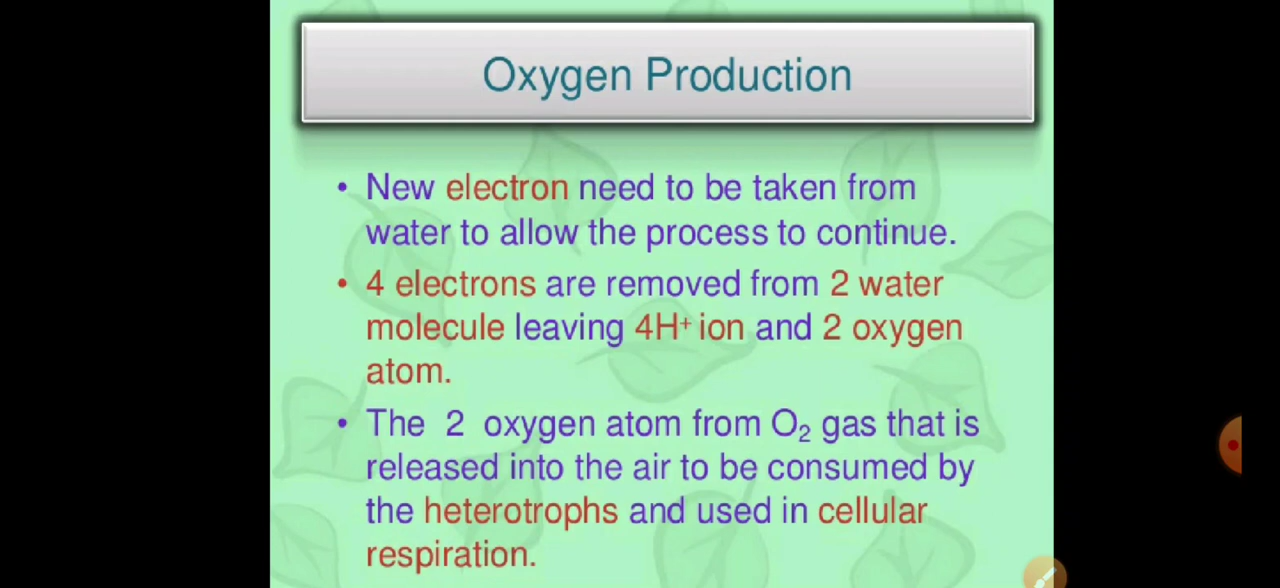 Oxygen Production
• New electron need to be taken from
water to allow the process to continue.
• 4 electrons are removed from 2 water
molecule leaving 4H⁺ ion and 2 oxygen
atom.
• The 2 oxygen atom from O₂ gas that is
released into the air to be consumed by
the heterotrophs and used in cellular
respiration.